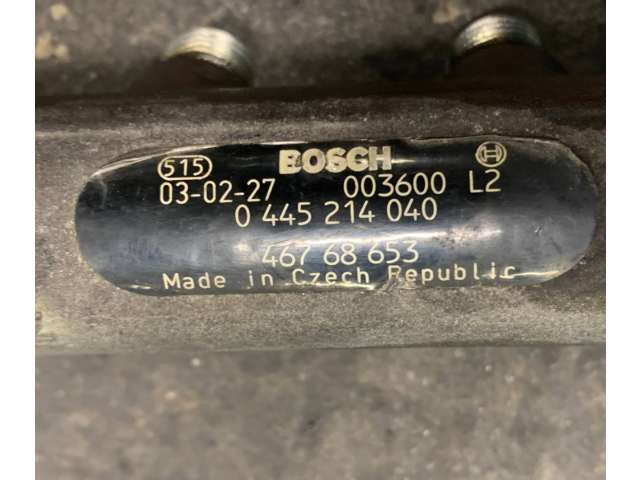 515 BOSCH
03-02-27 003600 L2
0 445 214 040
467 68 653
Made in Czech Republic